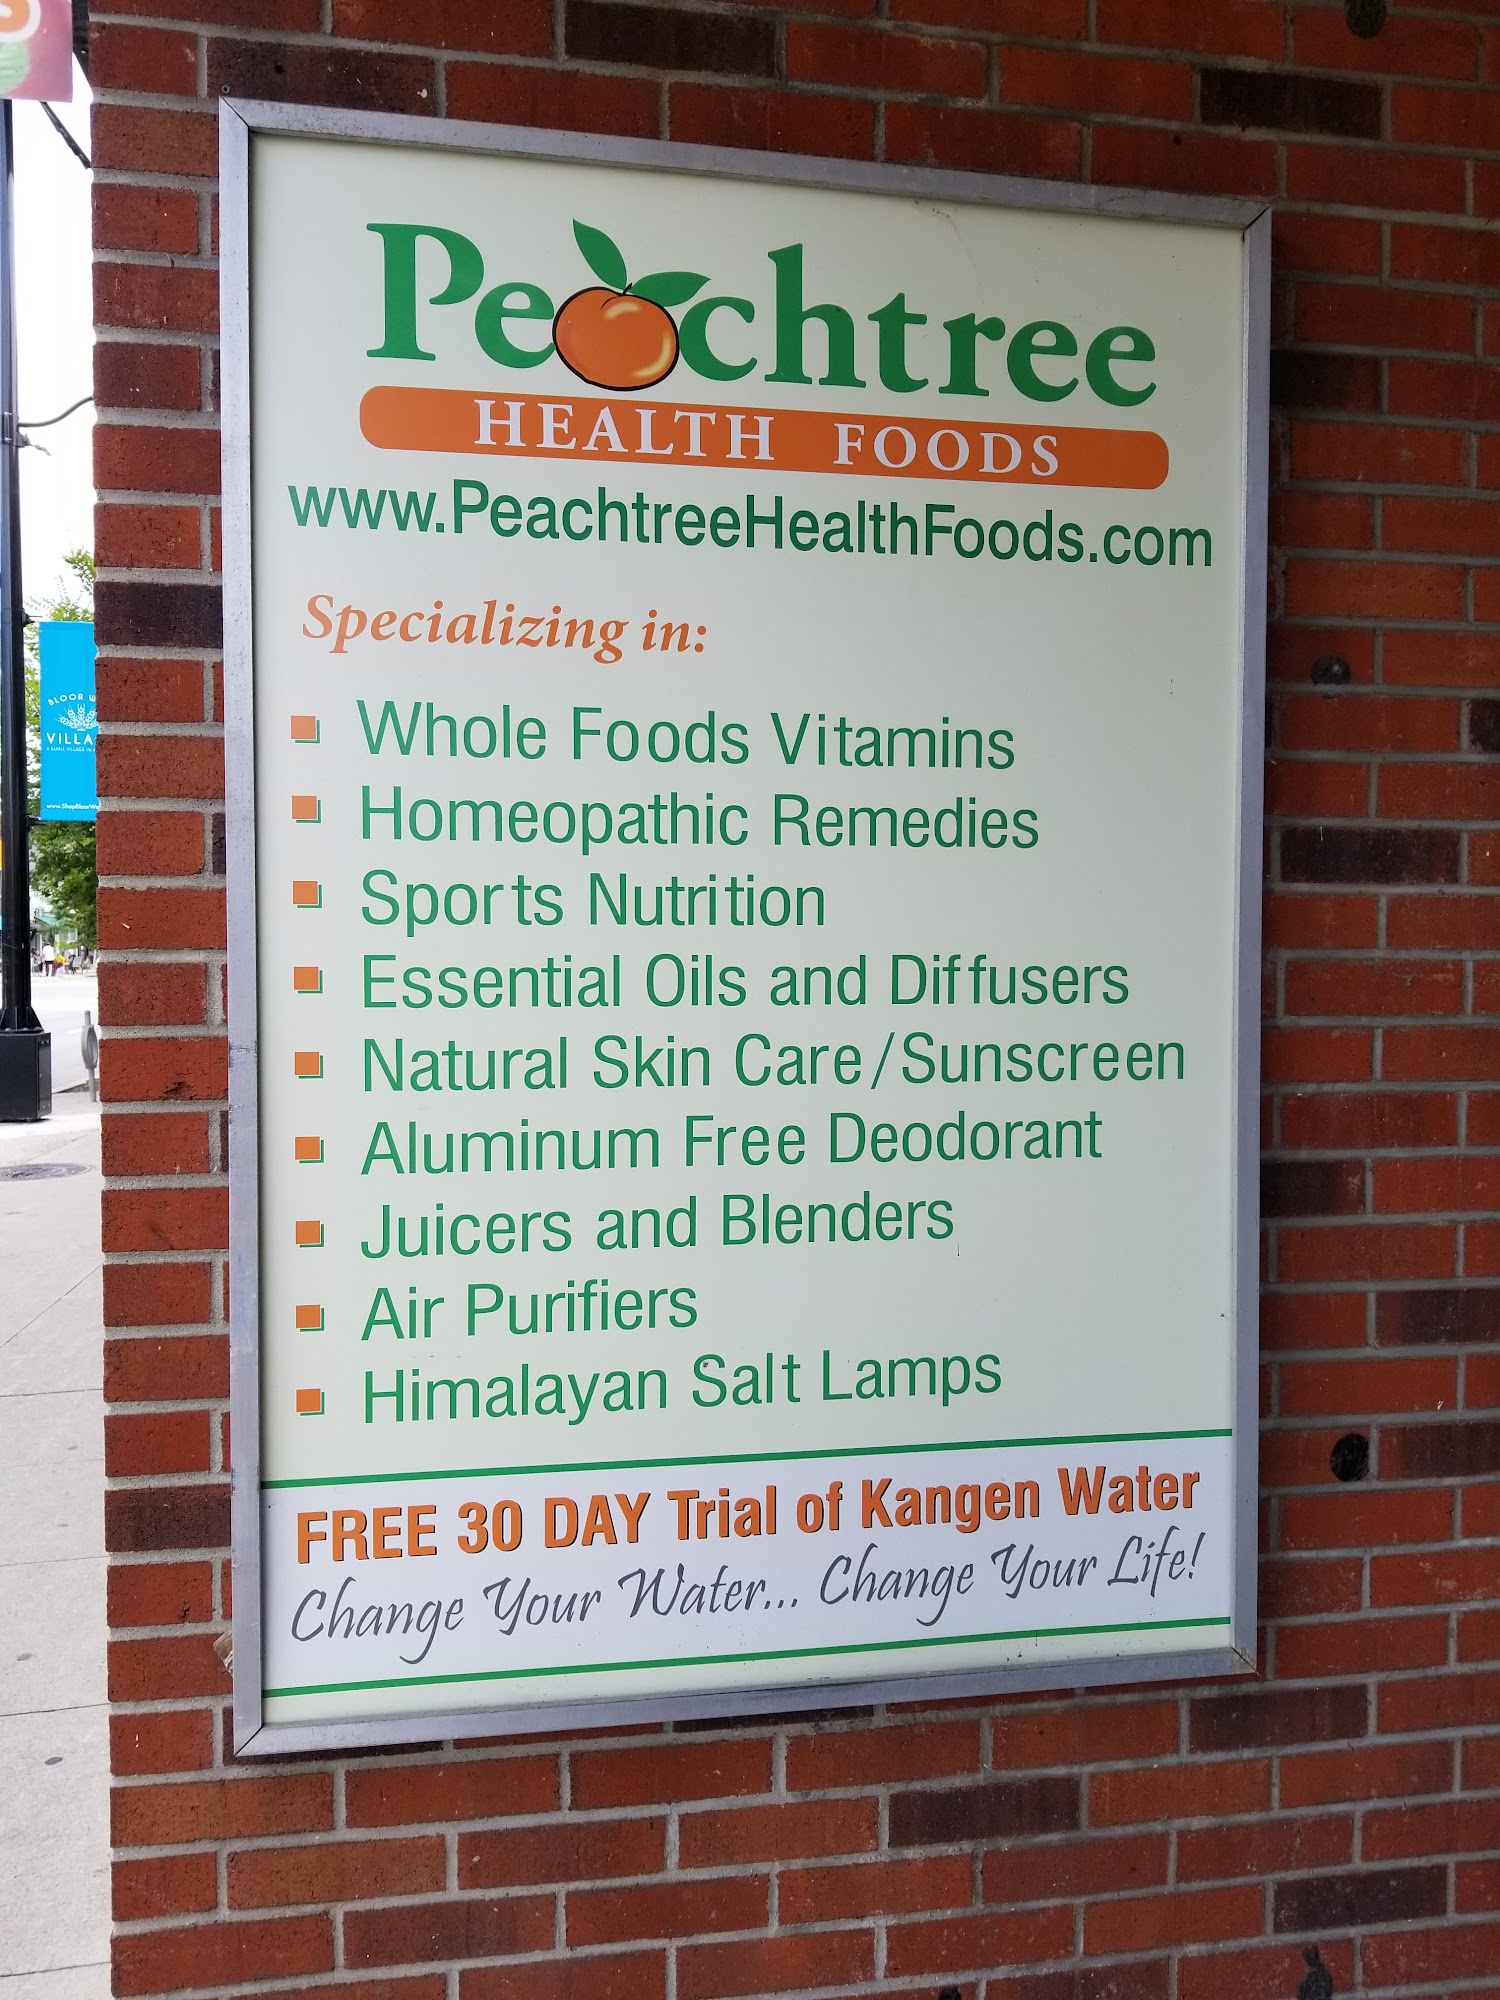 Peachtree
HEALTH FOODS
www.PeachtreeHealthFoods.com
Specializing in:
Whole Foods Vitamins
Homeopathic Remedies
Sports Nutrition
Essential Oils and Diffusers
Natural Skin Care/Sunscreen
Aluminum Free Deodorant
Juicers and Blenders
Air Purifiers
Himalayan Salt Lamps
FREE 30 DAY Trial of Kangen Water
Change Your Water... Change Your Life!
BLOOR